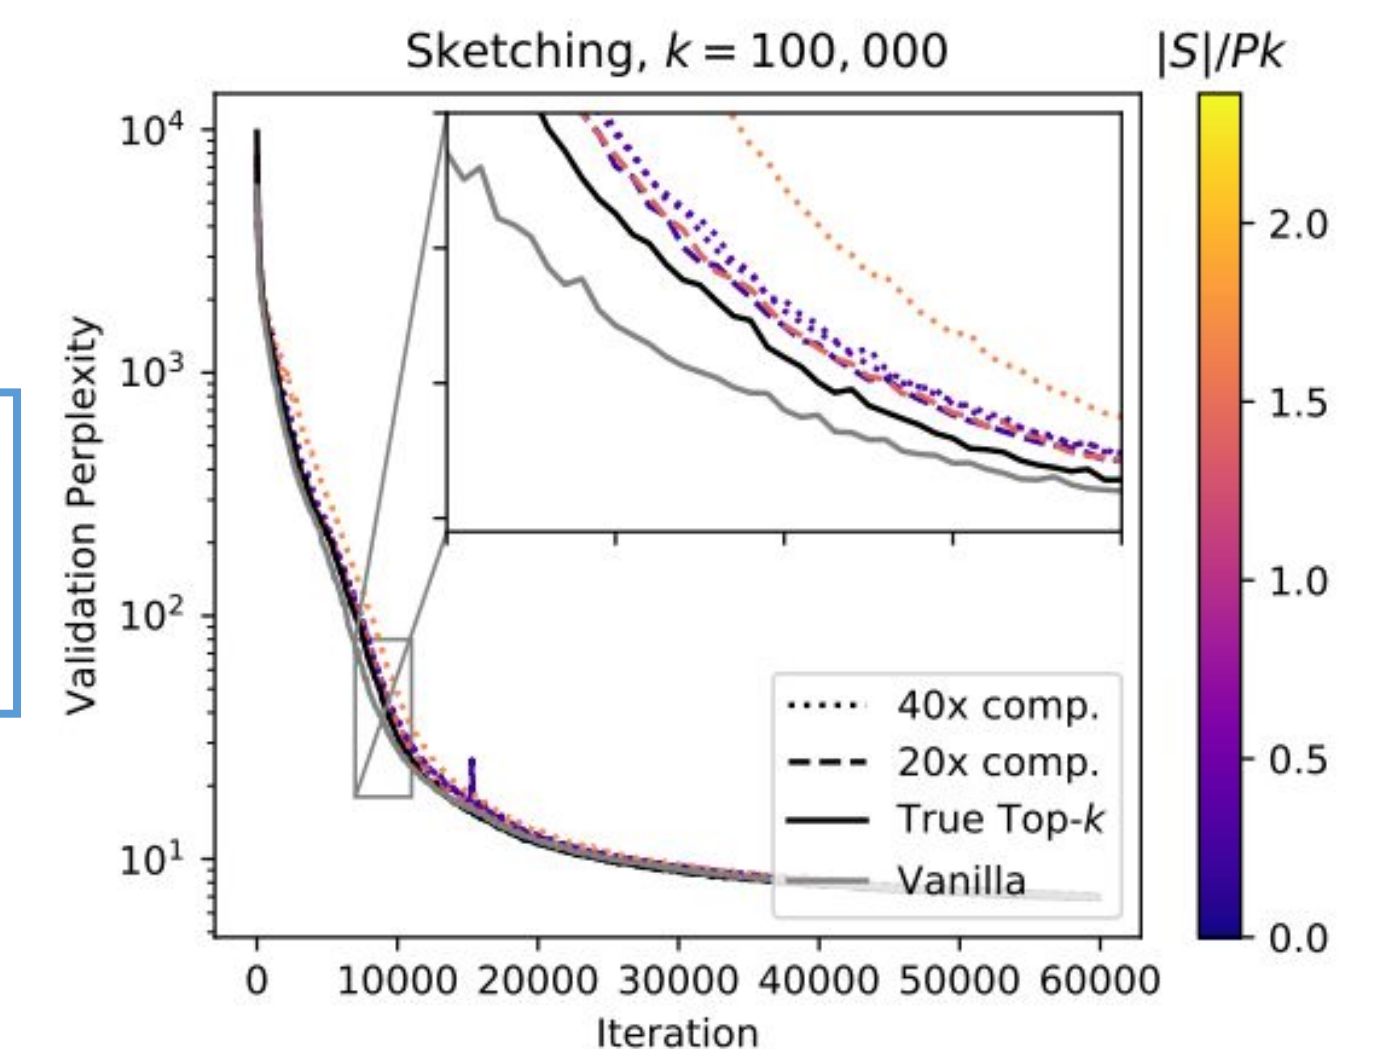 Sketching, k = 100,000
|S|/Pk
Validation Perplexity
10⁴
10³
10²
10¹
40x comp.
20x comp.
True Top-k
Vanilla
2.0
1.5
1.0
0.5
0.0
0 10000 20000 30000 40000 50000 60000
Iteration